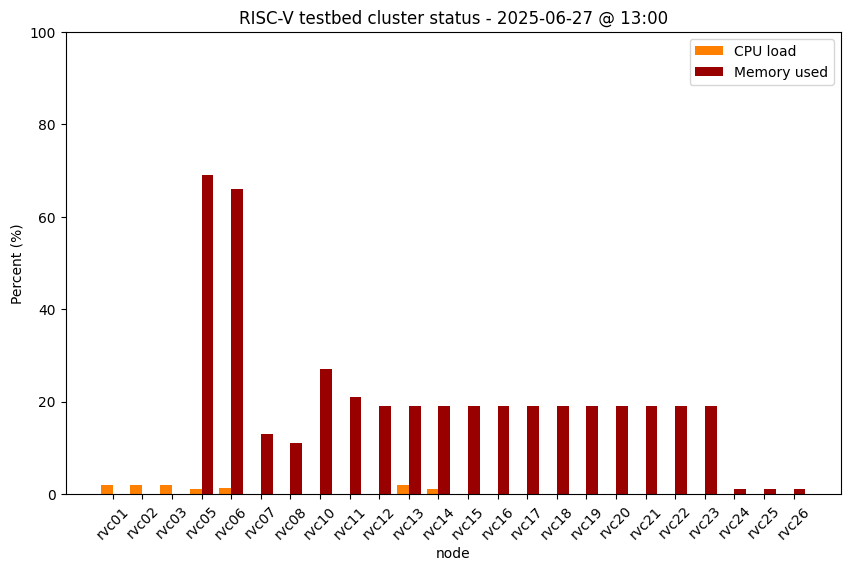 RISC-V testbed cluster status - 2025-06-27 @ 13:00
CPU load
Memory used
Percent (%)
100
80
60
40
20
0
rvc01
rvc02
rvc03
rvc05
rvc06
rvc07
rvc08
rvc10
rvc11
rvc12
rvc13
rvc14
rvc15
rvc16
rvc17
rvc18
rvc19
rvc20
rvc21
rvc22
rvc23
rvc24
rvc25
rvc26
node